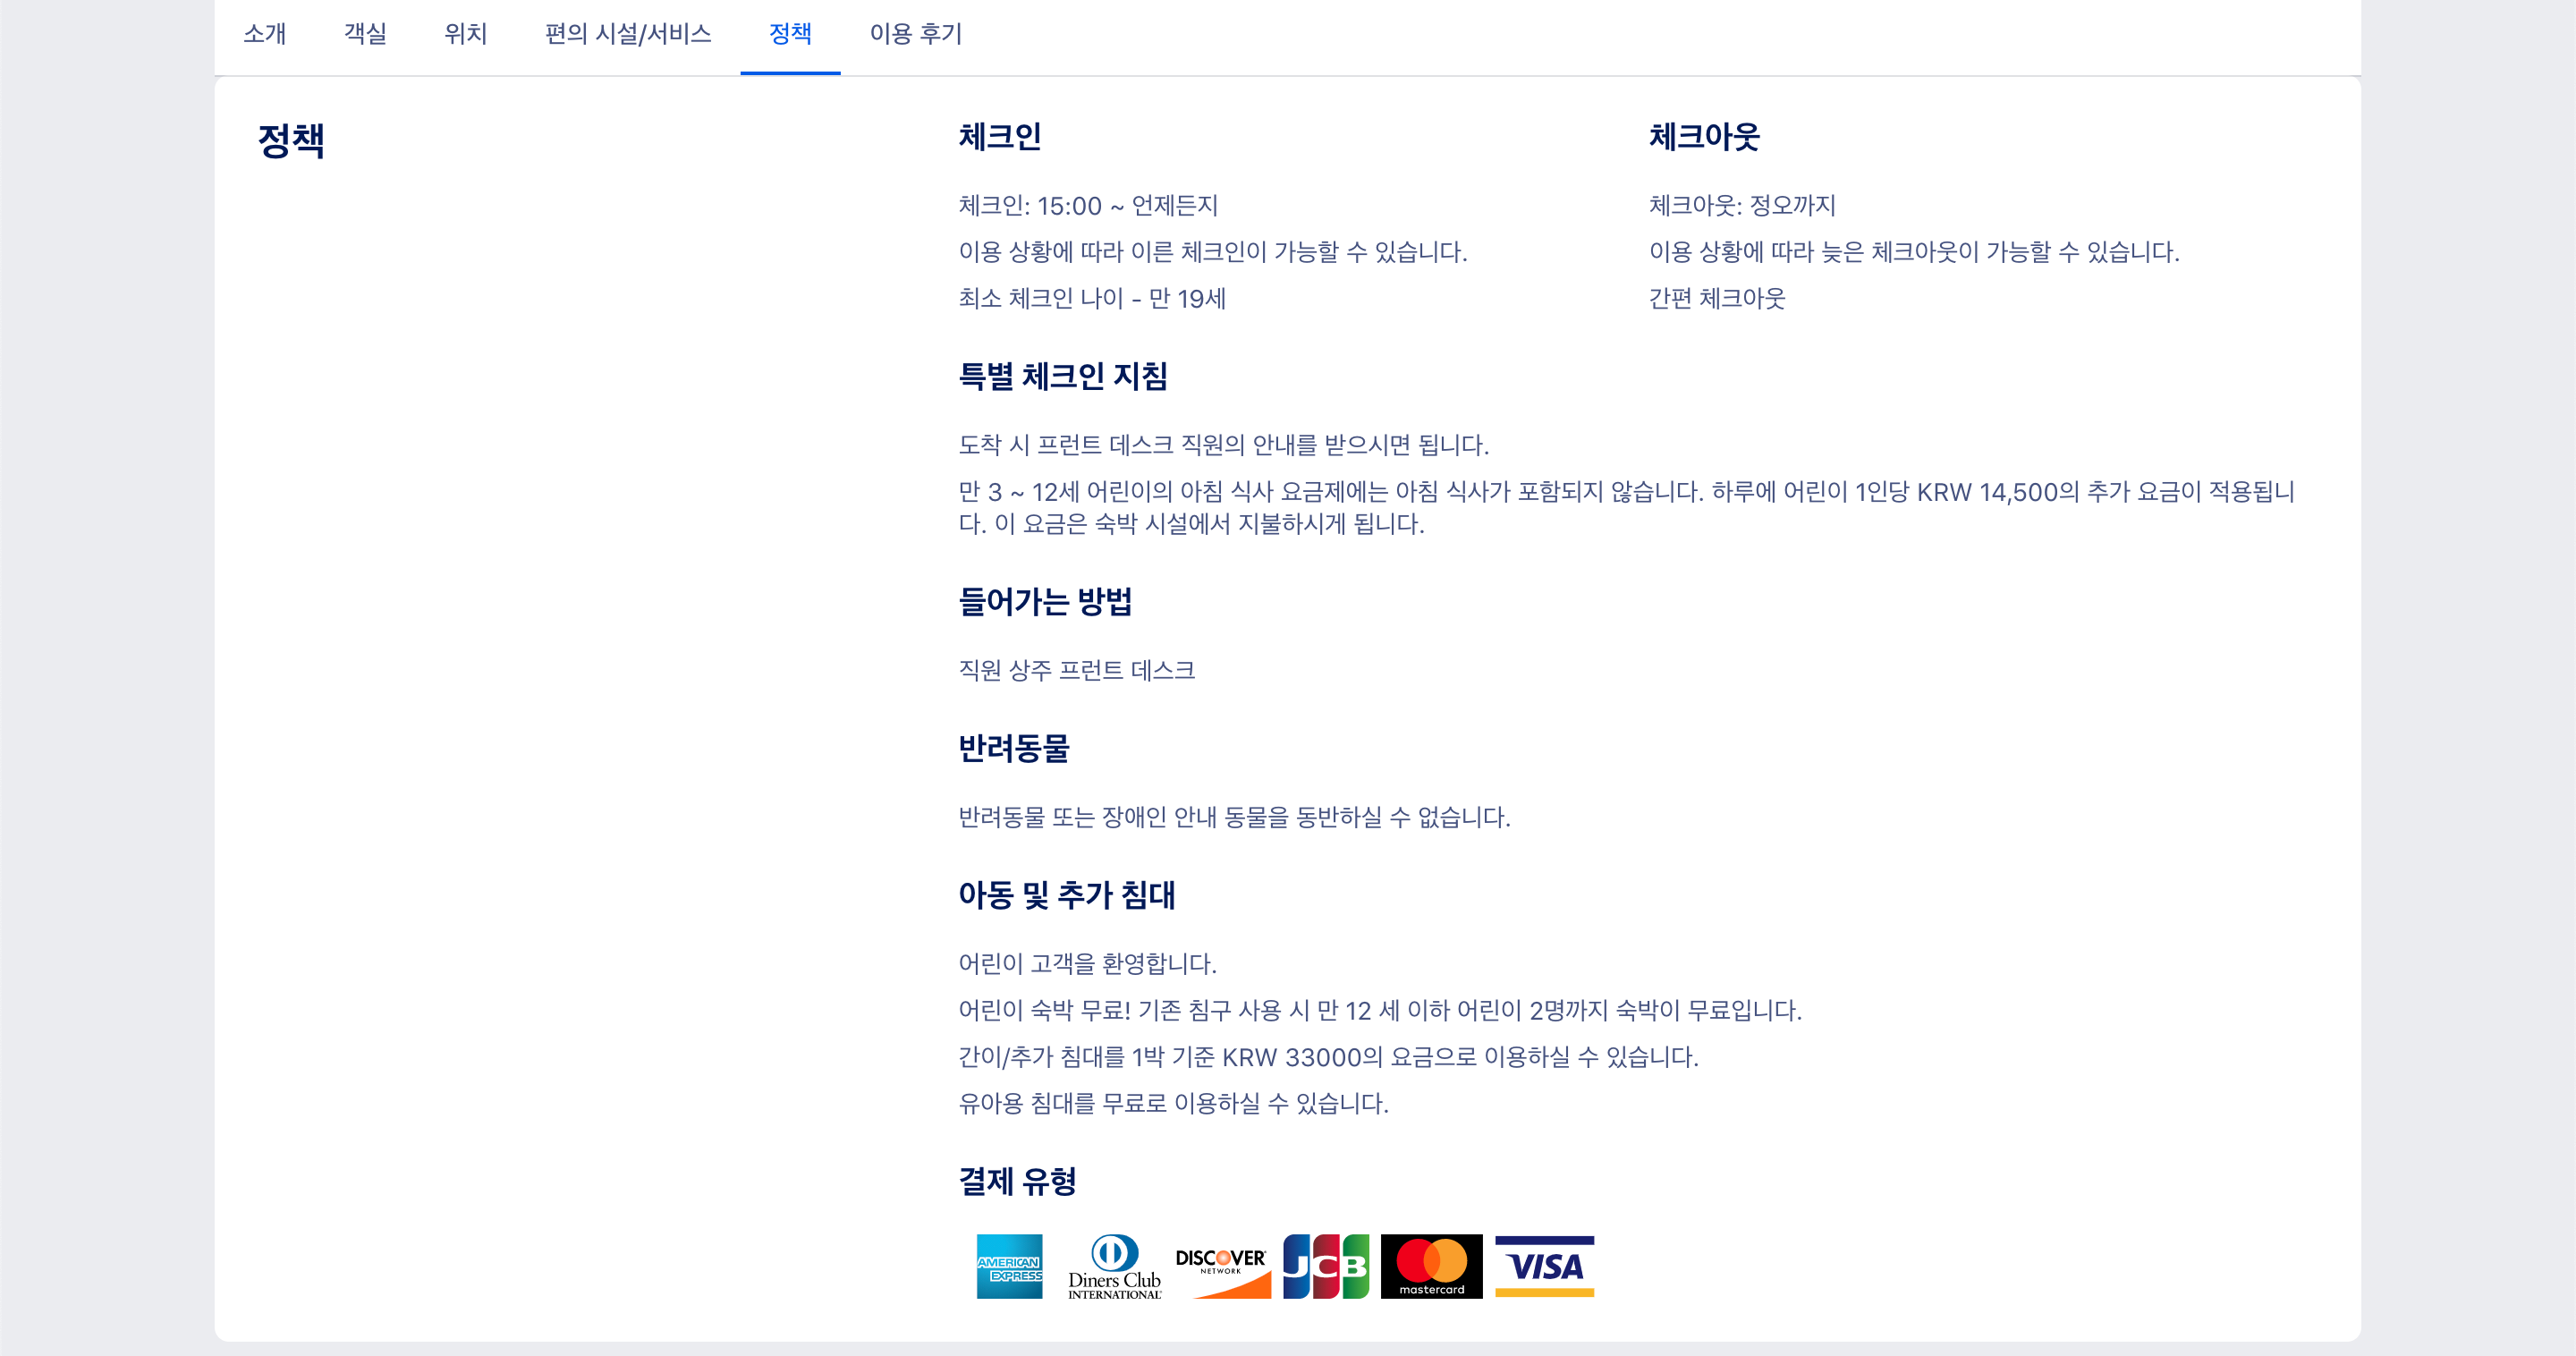 소개 객실 위치 편의 시설/서비스 정책 이용 후기
정책
체크인
체크인: 15:00 ~ 언제든지
이용 상황에 따라 이른 체크인이 가능할 수 있습니다.
최소 체크인 나이 - 만 19세
체크아웃
체크아웃: 정오까지
이용 상황에 따라 늦은 체크아웃이 가능할 수 있습니다.
간편 체크아웃
특별 체크인 지침
도착 시 프런트 데스크 직원의 안내를 받으시면 됩니다.
만 3 ~ 12세 어린이의 아침 식사 요금제에는 아침 식사가 포함되지 않습니다. 하루에 어린이 1인당 KRW 14,500의 추가 요금이 적용됩니
다. 이 요금은 숙박 시설에서 지불하시게 됩니다.
들어가는 방법
직원 상주 프런트 데스크
반려동물
반려동물 또는 장애인 안내 동물을 동반하실 수 없습니다.
아동 및 추가 침대
어린이 고객을 환영합니다.
어린이 숙박 무료! 기존 침구 사용 시 만 12 세 이하 어린이 2명까지 숙박이 무료입니다.
간이/추가 침대를 1박 기준 KRW 33000의 요금으로 이용하실 수 있습니다.
유아용 침대를 무료로 이용하실 수 있습니다.
결제 유형
AMERICAN
EXPRESS
Diners Club
INTERNATIONAL
DISCOVER
NETWORK
JCB
mastercard
VISA